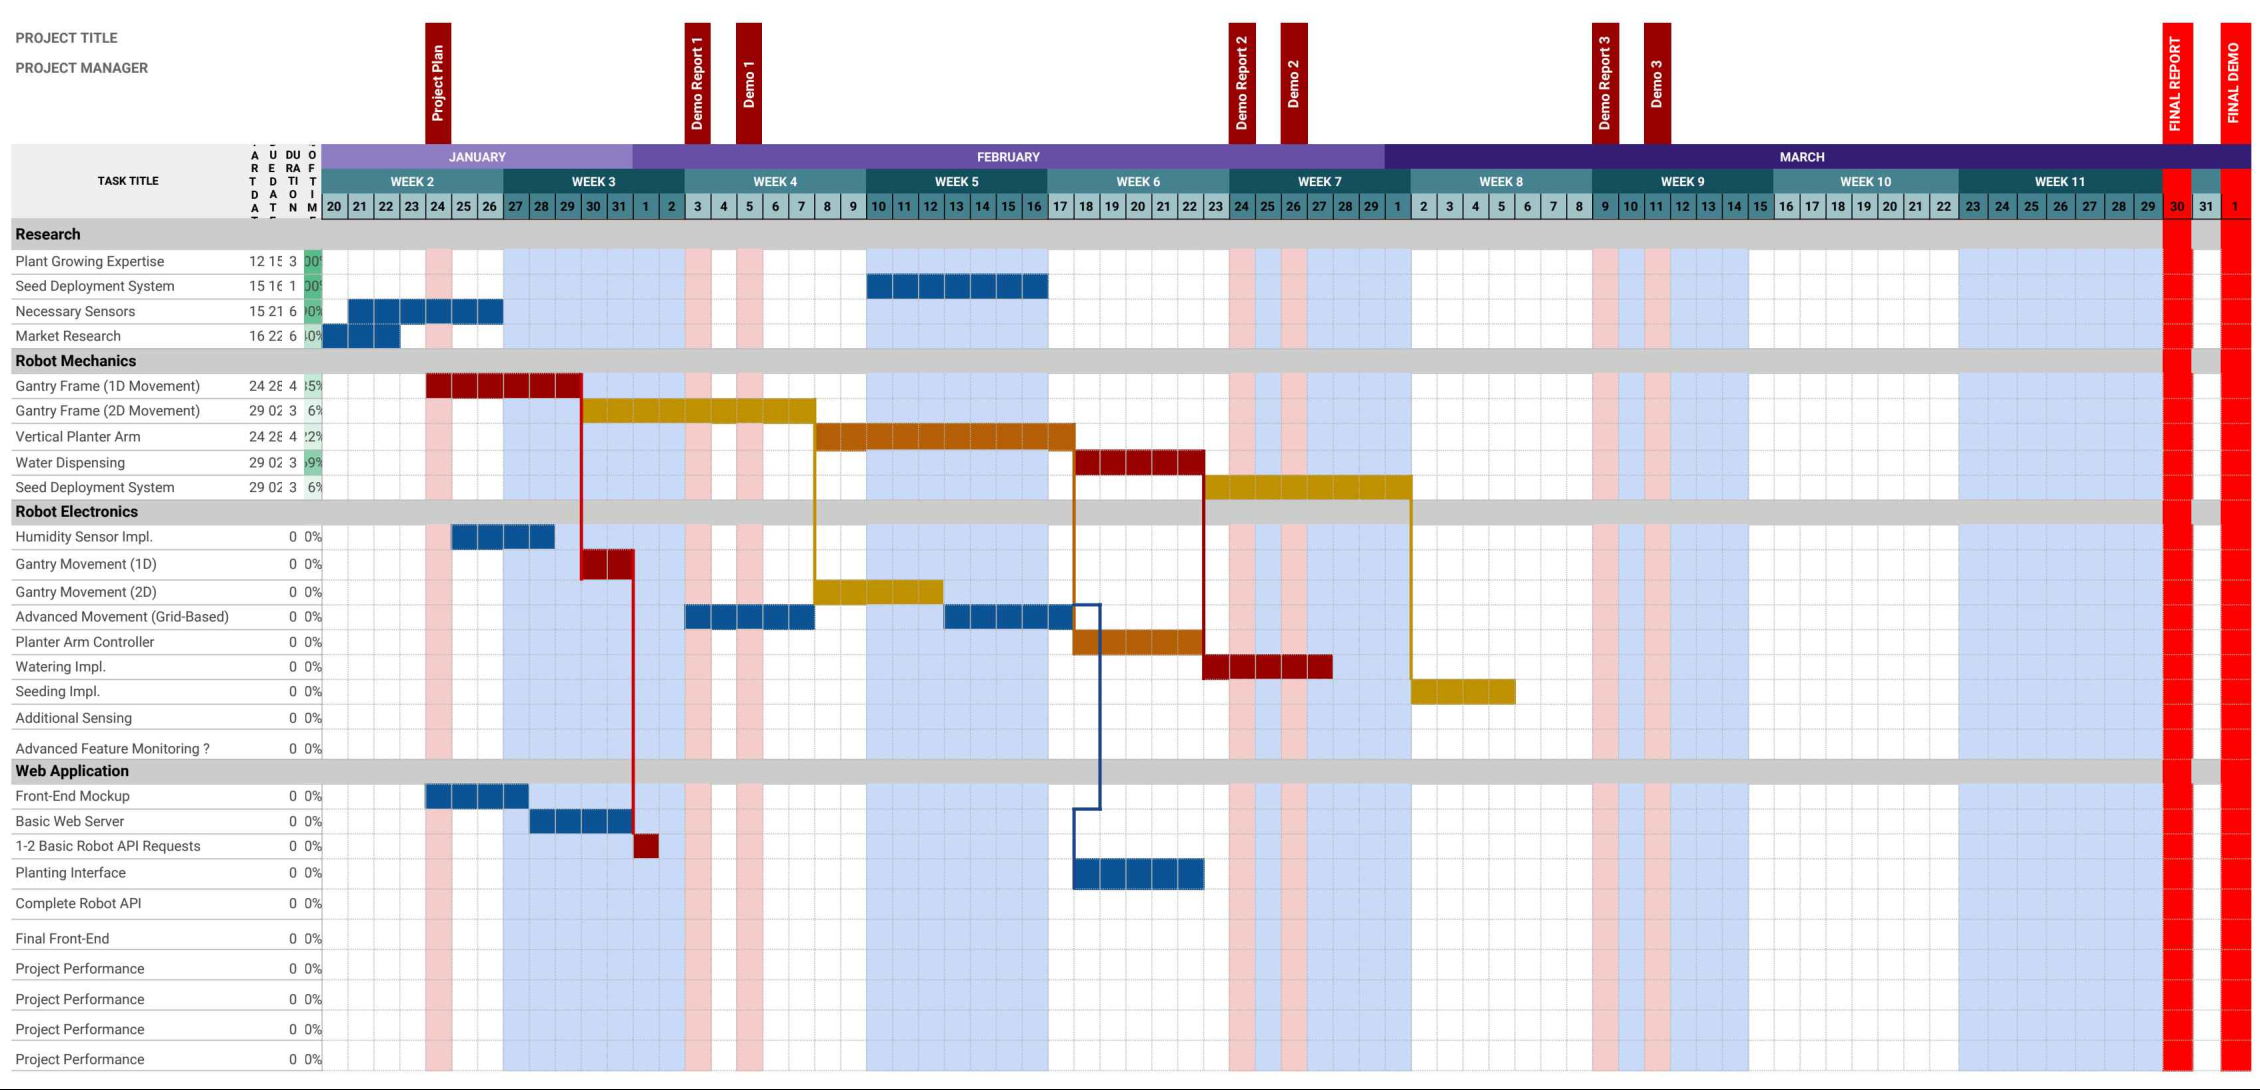 PROJECT TITLE
PROJECT MANAGER
Project Plan
Demo Report 1
Demo 1
Demo Report 2
Demo 2
Demo Report 3
Demo 3
FINAL REPORT
FINAL DEMO
TASK TITLE
DURATION
JANUARY FEBRUARY MARCH
WEEK 2 WEEK 3 WEEK 4 WEEK 5 WEEK 6 WEEK 7 WEEK 8 WEEK 9 WEEK 10 WEEK 11
20 21 22 23 24 25 26 27 28 29 30 31 1 2 3 4 5 6 7 8 9 10 11 12 13 14 15 16 17 18 19 20 21 22 23 24 25 26 27 28 29 1 2 3 4 5 6 7 8 9 10 11 12 13 14 15 16 17 18 19 20 21 22 23 24 25 26 27 28 29 30 31 1
Research
Plant Growing Expertise 12 15 3
Seed Deployment System 15 16 1
Necessary Sensors 15 21 6
Market Research 16 22 6
Robot Mechanics
Gantry Frame (1D Movement) 24 28 4
Gantry Frame (2D Movement) 29 02 3 6%
Vertical Planter Arm 24 28 4
Water Dispensing 29 02 3
Seed Deployment System 29 02 3 6%
Robot Electronics
Humidity Sensor Impl. 0 0%
Gantry Movement (1D) 0 0%
Gantry Movement (2D) 0 0%
Advanced Movement (Grid-Based) 0 0%
Planter Arm Controller 0 0%
Watering Impl. 0 0%
Seeding Impl. 0 0%
Additional Sensing 0 0%
Advanced Feature Monitoring ? 0 0%
Web Application
Front-End Mockup 0 0%
Basic Web Server 0 0%
1-2 Basic Robot API Requests 0 0%
Planting Interface 0 0%
Complete Robot API 0 0%
Final Front-End 0 0%
Project Performance 0 0%
Project Performance 0 0%
Project Performance 0 0%
Project Performance 0 0%